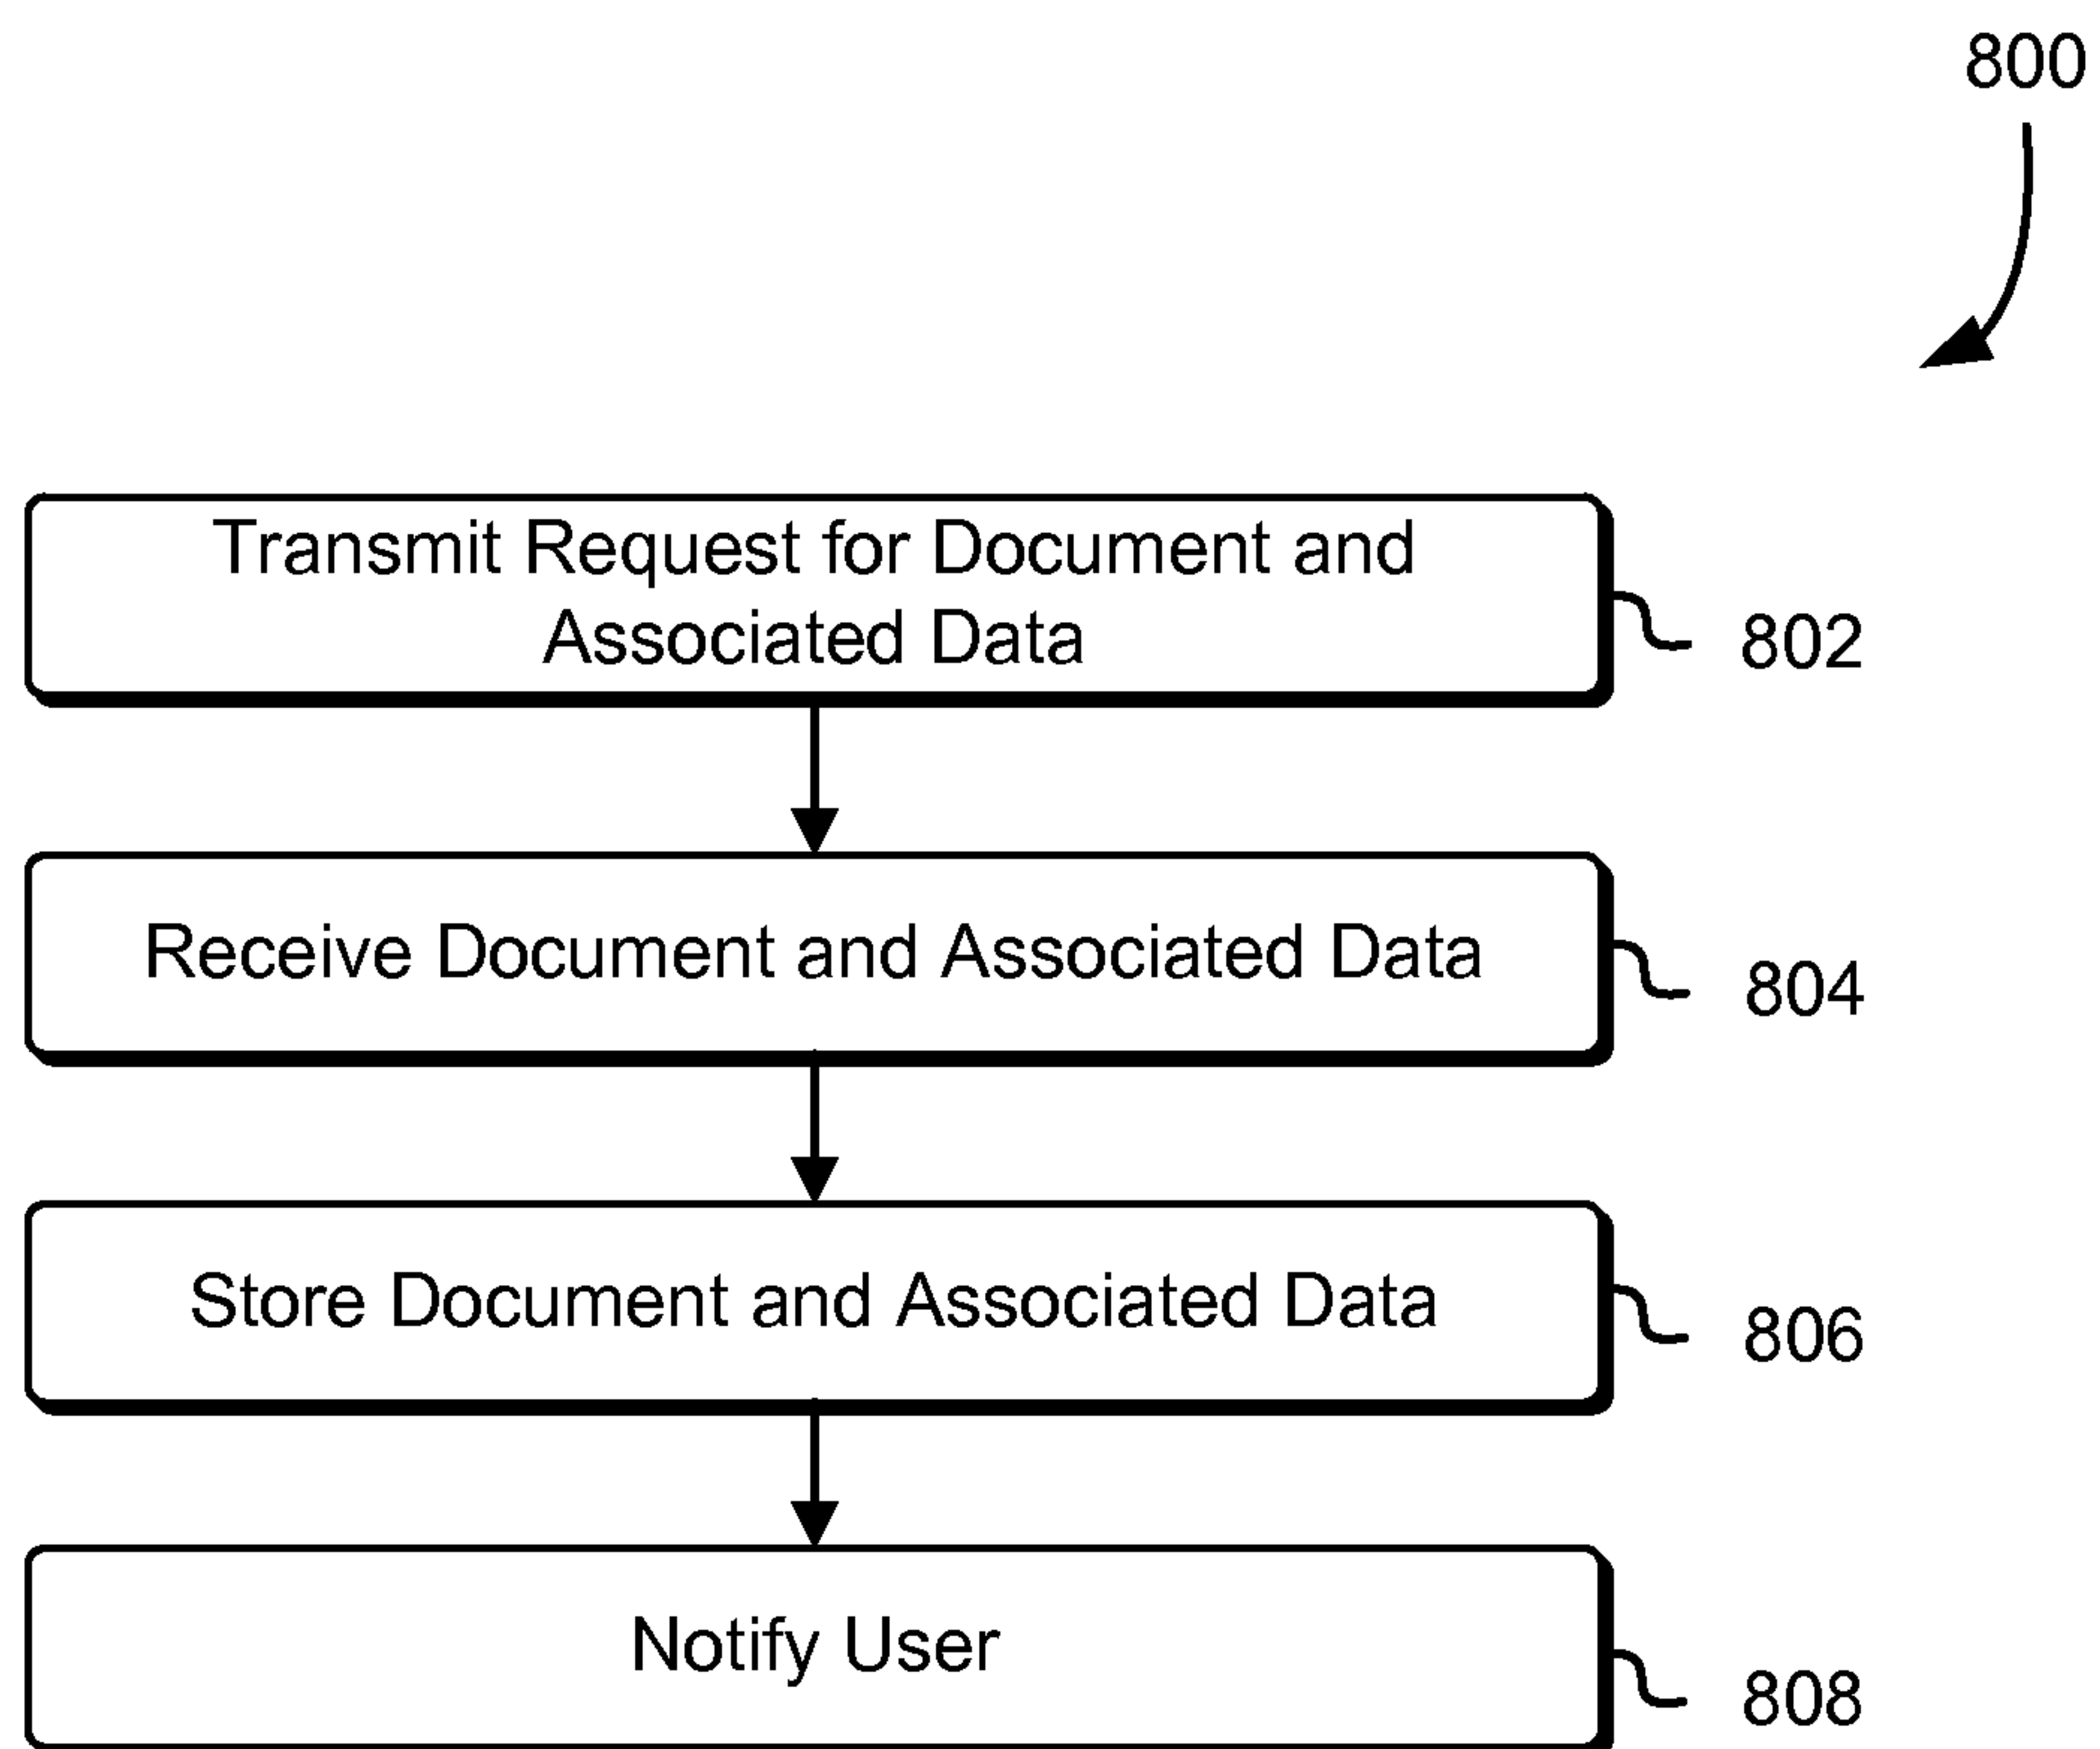 800
Transmit Request for Document and
Associated Data
802
Receive Document and Associated Data
804
Store Document and Associated Data
806
Notify User
808